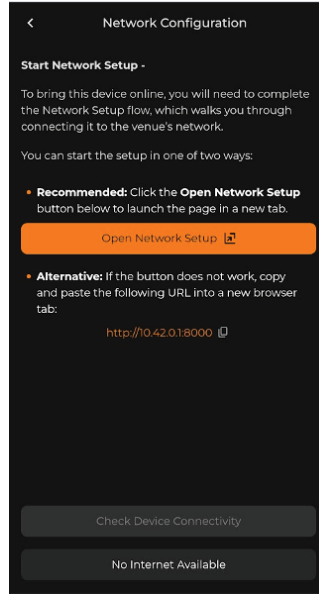 Network Configuration
Start Network Setup -
To bring this device online, you will need to complete
the Network Setup flow, which walks you through
connecting it to the venue's network.
You can start the setup in one of two ways:
• Recommended: Click the Open Network Setup
button below to launch the page in a new tab.
Open Network Setup
• Alternative: If the button does not work, copy
and paste the following URL into a new browser
tab:
http://10.42.0.1:8000
Check Device Connectivity
No Internet Available